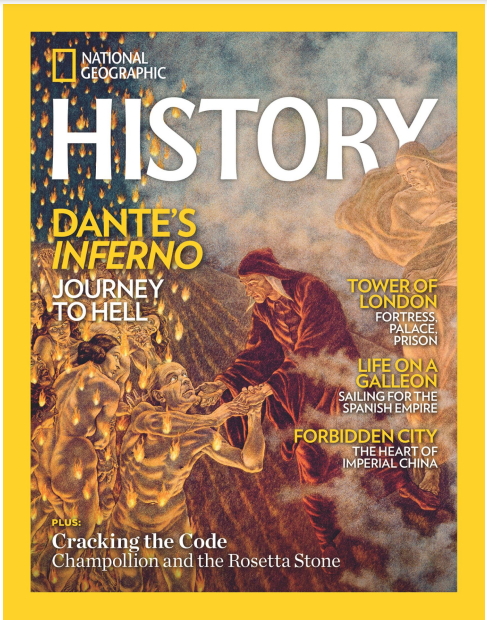 NATIONAL
GEOGRAPHIC
HISTORY
DANTE'S
INFERNO
JOURNEY
TO HELL
TOWER OF
LONDON
FORTRESS,
PALACE,
PRISON
LIFE ON A
GALLEON
SAILING FOR THE
SPANISH EMPIRE
FORBIDDEN CITY
THE HEART OF
IMPERIAL CHINA
PLUS:
Cracking the Code
Champollion and the Rosetta Stone